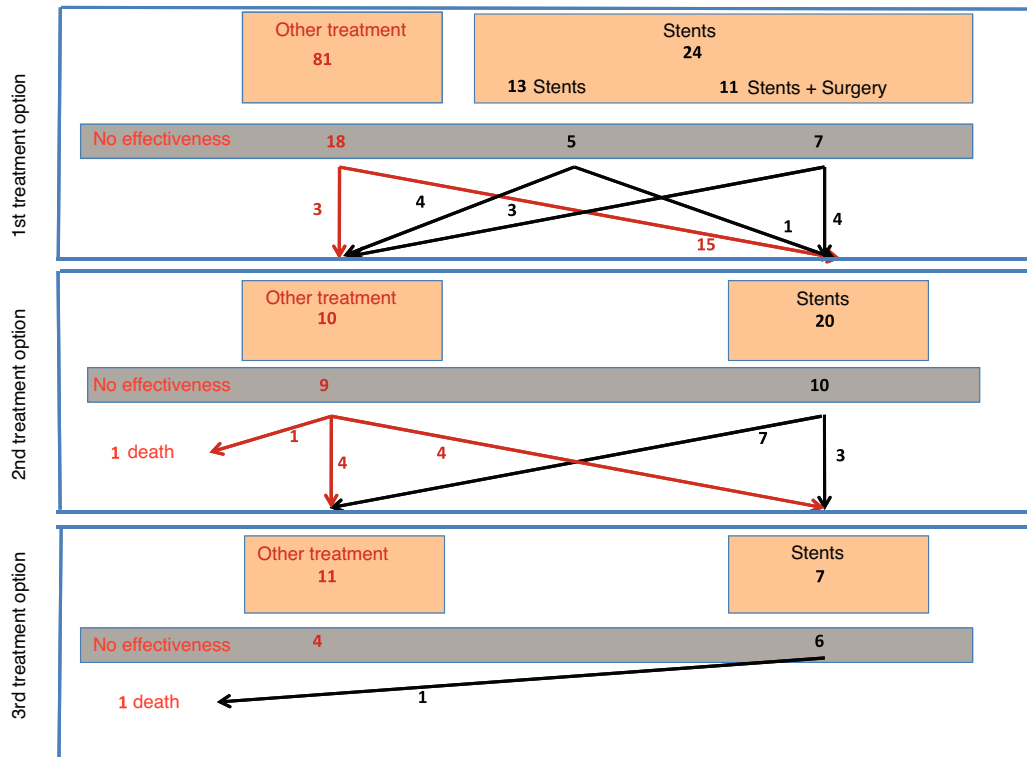 1st treatment option
Other treatment
81
Stents
24
13 Stents
11 Stents + Surgery
No effectiveness 18 5 7
3 4 3 15 1 4
2nd treatment option
Other treatment
10
Stents
20
No effectiveness 9 10
1 death
1 4 4 7 3
3rd treatment option
Other treatment
11
Stents
7
No effectiveness 4 6
1 death
1